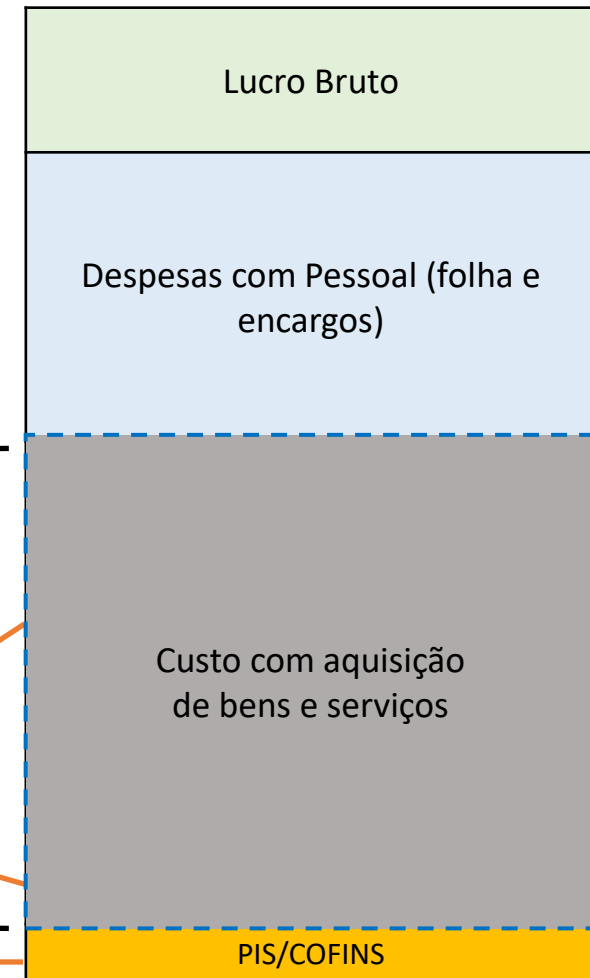 Lucro Bruto
Despesas com Pessoal (folha e
encargos)
Custo com aquisição
de bens e serviços
PIS/COFINS